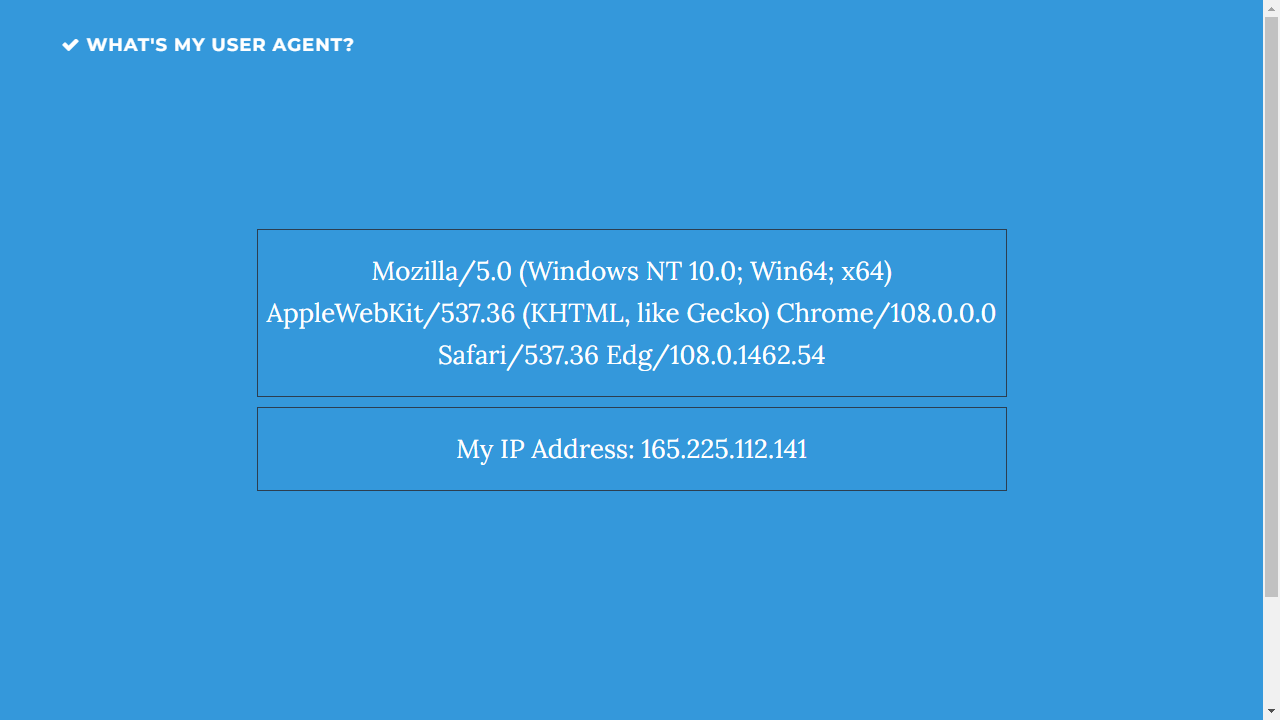 WHAT'S MY USER AGENT?
Mozilla/5.0 (Windows NT 10.0; Win64; x64)
AppleWebKit/537.36 (KHTML, like Gecko) Chrome/108.0.0.0
Safari/537.36 Edg/108.0.1462.54
My IP Address: 165.225.112.141